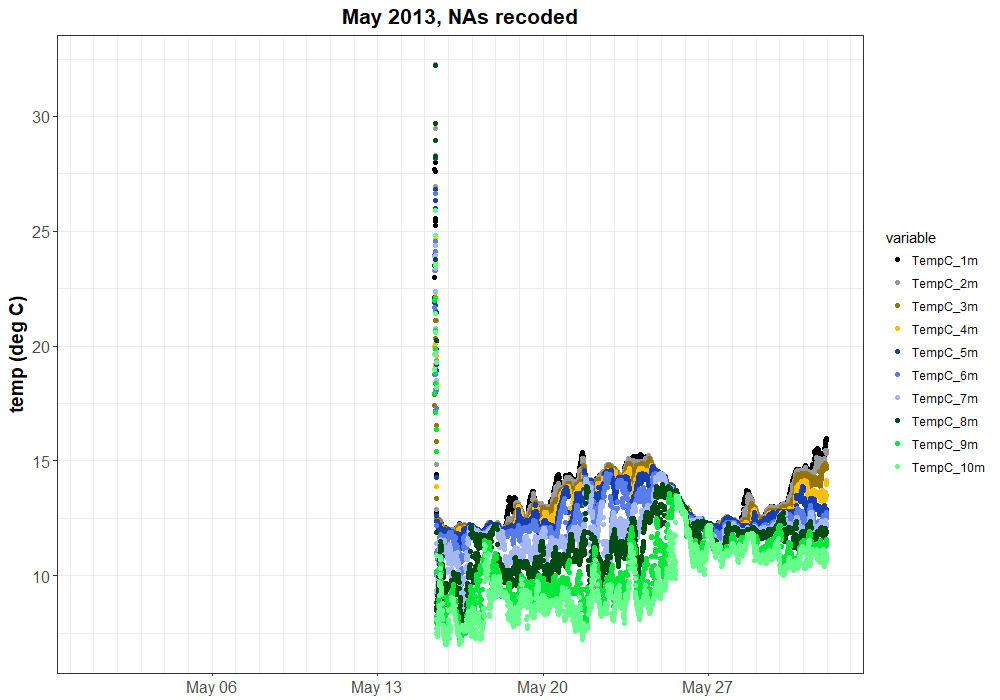 May 2013, NAs recoded
temp (deg C)
30
25
20
15
10
May 06
May 13
May 20
May 27
variable
TempC_1m
TempC_2m
TempC_3m
TempC_4m
TempC_5m
TempC_6m
TempC_7m
TempC_8m
TempC_9m
TempC_10m